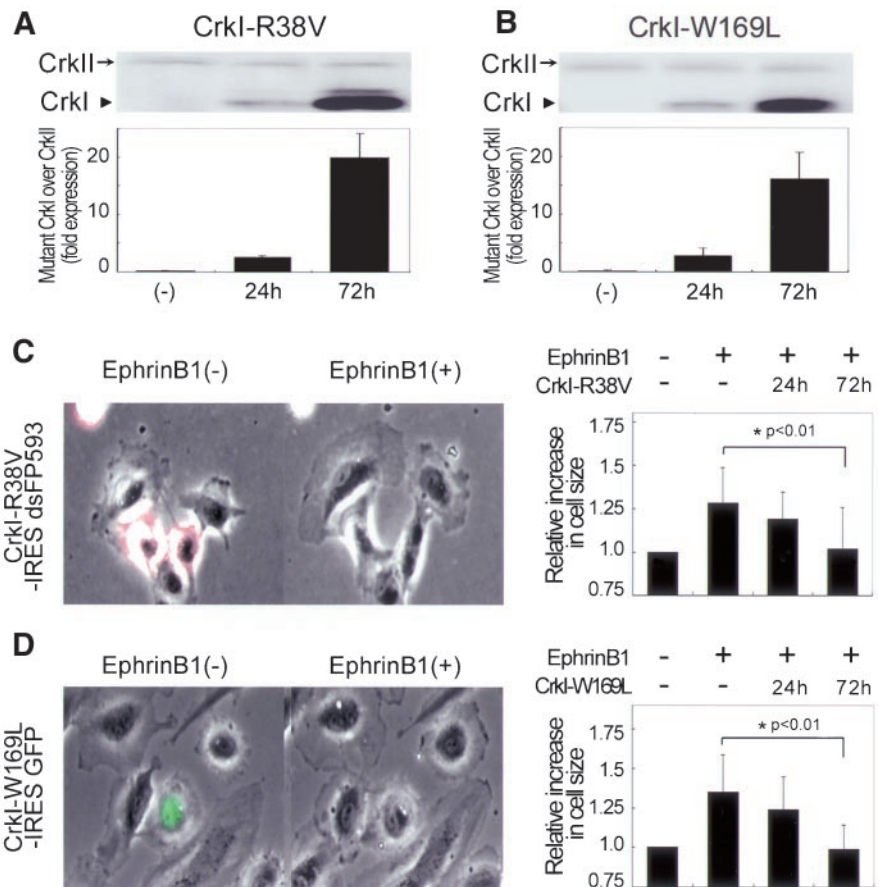 A
CrkI-R38V
CrkII→
CrkI ►
Mutant CrkI over CrkII
(fold expression)
20
10
0
(-) 24h 72h
B
CrkI-W169L
CrkII→
CrkI ►
Mutant CrkI over CrkII
(fold expression)
20
10
0
(-) 24h 72h
C
EphrinB1(-) EphrinB1(+)
CrkI-R38V
-IRES dsFP593
EphrinB1 - + + +
CrkI-R38V - - 24h 72h
Relative increase
in cell size
1.75
1.5
1.25
1.0
0.75
* p<0.01
D
EphrinB1(-) EphrinB1(+)
CrkI-W169L
-IRES GFP
EphrinB1 - + + +
CrkI-W169L - - 24h 72h
Relative increase
in cell size
1.75
1.5
1.25
1.0
0.75
* p<0.01